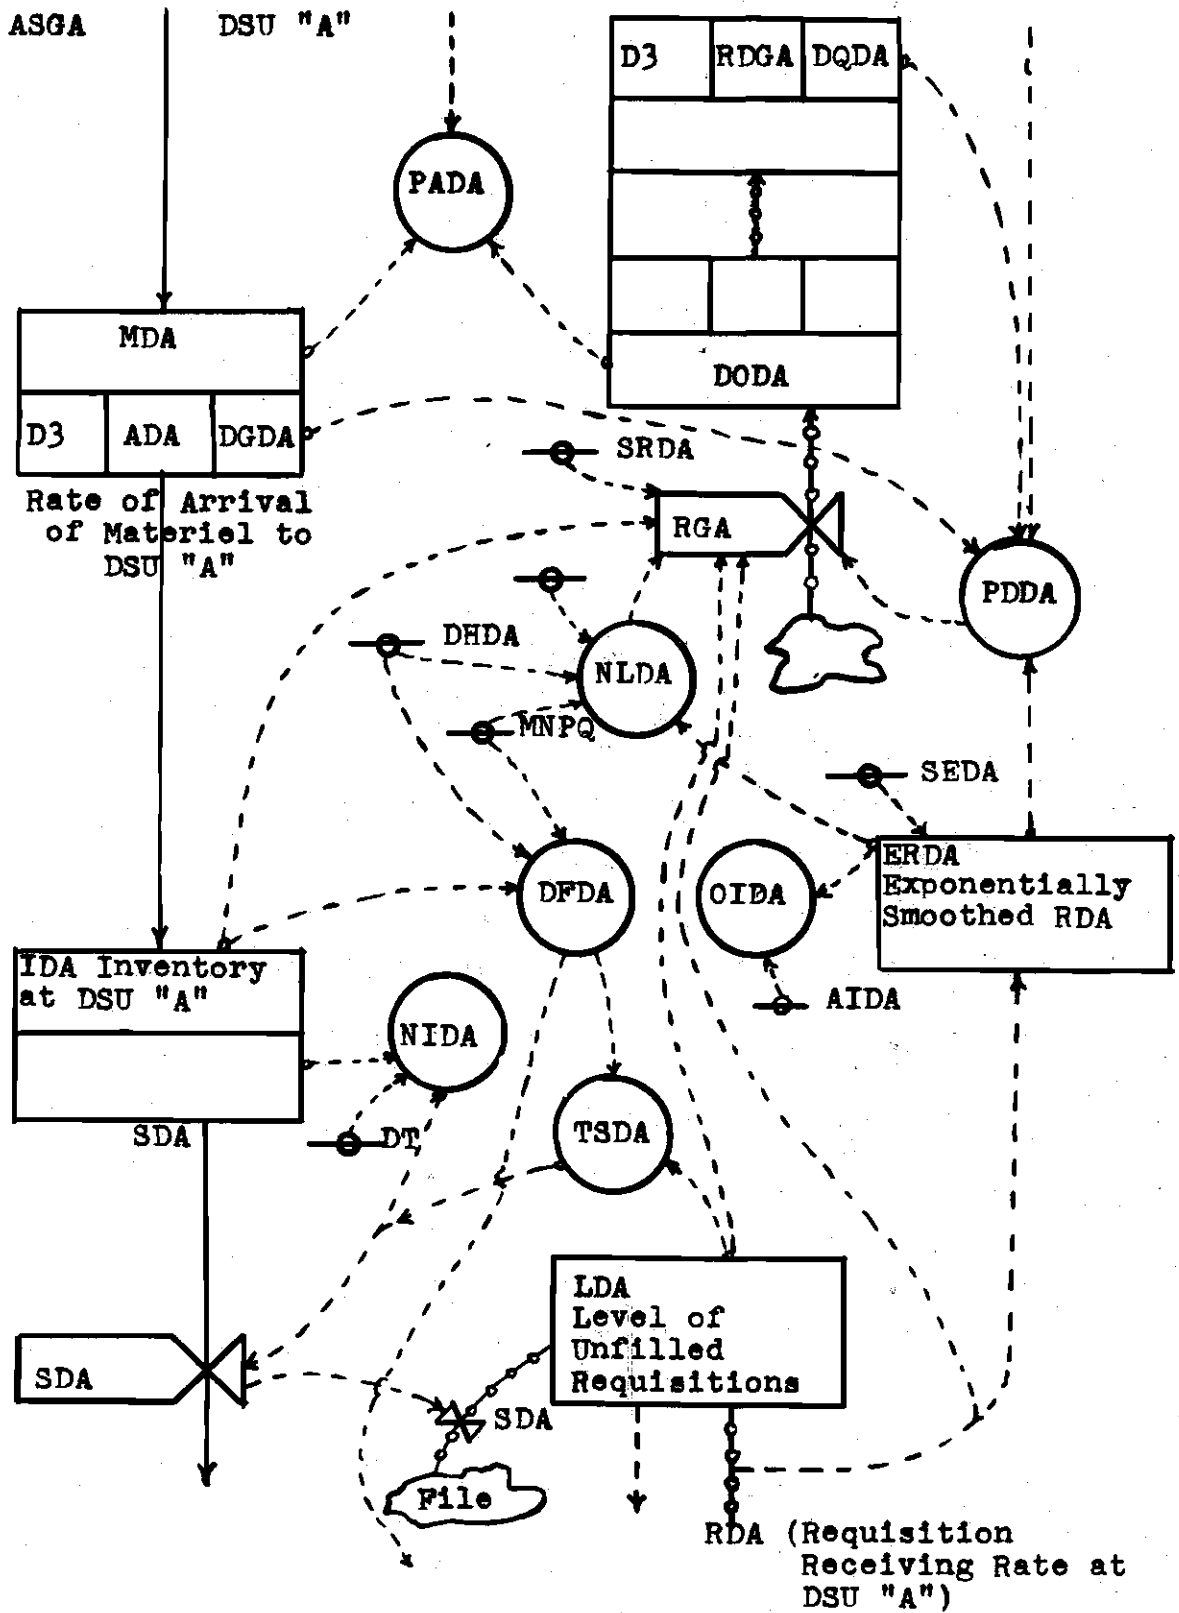 ASGA
DSU "A"
D3
RDGA
DQDA
PADA
MDA
D3
ADA
DGDA
DODA
Rate of Arrival
of Materiel to
DSU "A"
SRDA
RGA
PDDA
DHDA
NLDA
MNPQ
SEDA
DFDA
OIDA
ERDA
Exponentially
Smoothed RDA
IDA Inventory
at DSU "A"
AIDA
NIDA
SDA
DT
TSDA
LDA
Level of
Unfilled
Requisitions
SDA
SDA
File
RDA (Requisition
Receiving Rate at
DSU "A")